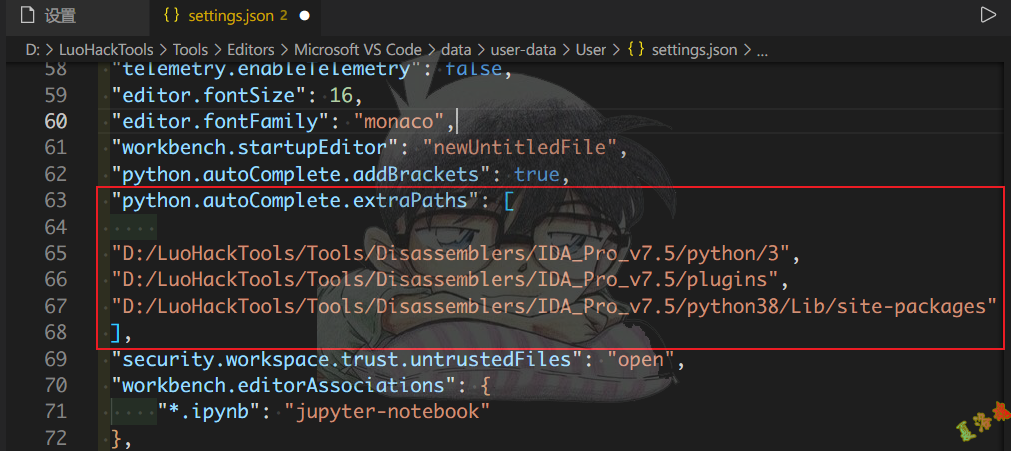 设置
{ } settings.json 2
D: > LuoHackTools > Tools > Editors > Microsoft VS Code > data > user-data > User > { } settings.json > ...
58 "telemetry.enableTelemetry": false,
59 "editor.fontSize": 16,
60 "editor.fontFamily": "monaco",
61 "workbench.startupEditor": "newUntitledFile",
62 "python.autoComplete.addBrackets": true,
63 "python.autoComplete.extraPaths": [
64
65 "D:/LuoHackTools/Tools/Disassemblers/IDA_Pro_v7.5/python/3",
66 "D:/LuoHackTools/Tools/Disassemblers/IDA_Pro_v7.5/plugins",
67 "D:/LuoHackTools/Tools/Disassemblers/IDA_Pro_v7.5/python38/Lib/site-packages"
68 ],
69 "security.workspace.trust.untrustedFiles": "open",
70 "workbench.editorAssociations": {
71 "*.ipynb": "jupyter-notebook"
72 },